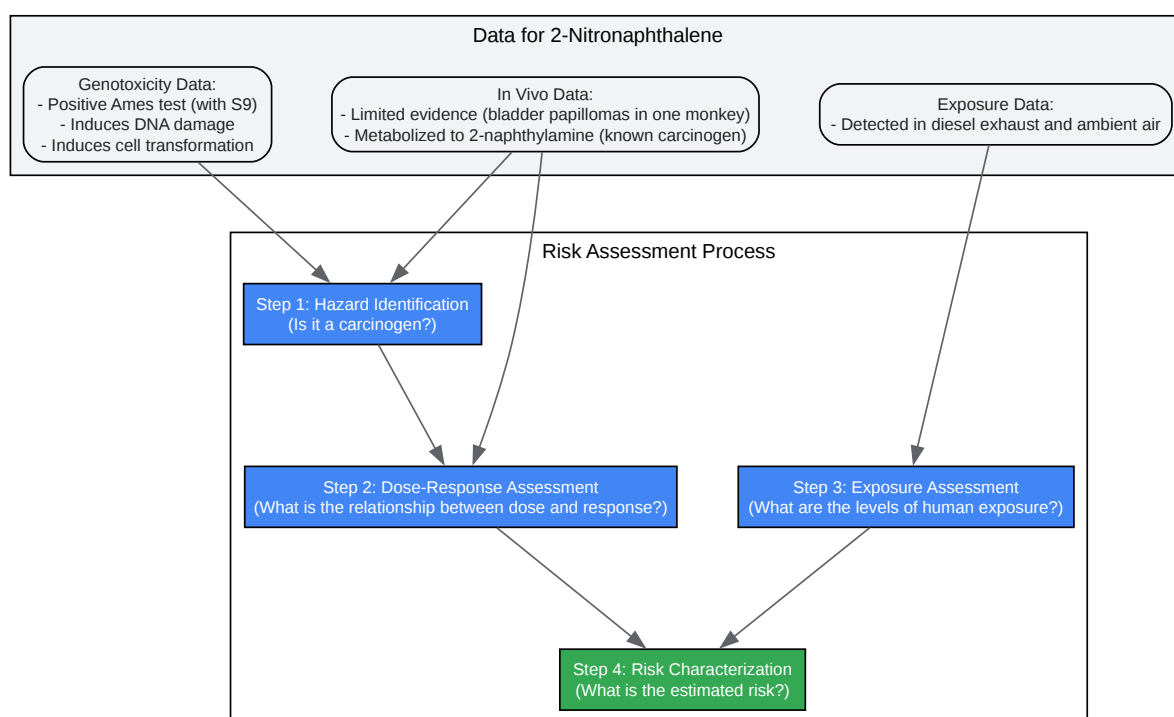 Data for 2-Nitronaphthalene
Genotoxicity Data:
- Positive Ames test (with S9)
- Induces DNA damage
- Induces cell transformation
In Vivo Data:
- Limited evidence (bladder papillomas in one monkey)
- Metabolized to 2-naphthylamine (known carcinogen)
Exposure Data:
- Detected in diesel exhaust and ambient air
Risk Assessment Process
Step 1: Hazard Identification
(Is it a carcinogen?)
Step 2: Dose-Response Assessment
(What is the relationship between dose and response?)
Step 3: Exposure Assessment
(What are the levels of human exposure?)
Step 4: Risk Characterization
(What is the estimated risk?)